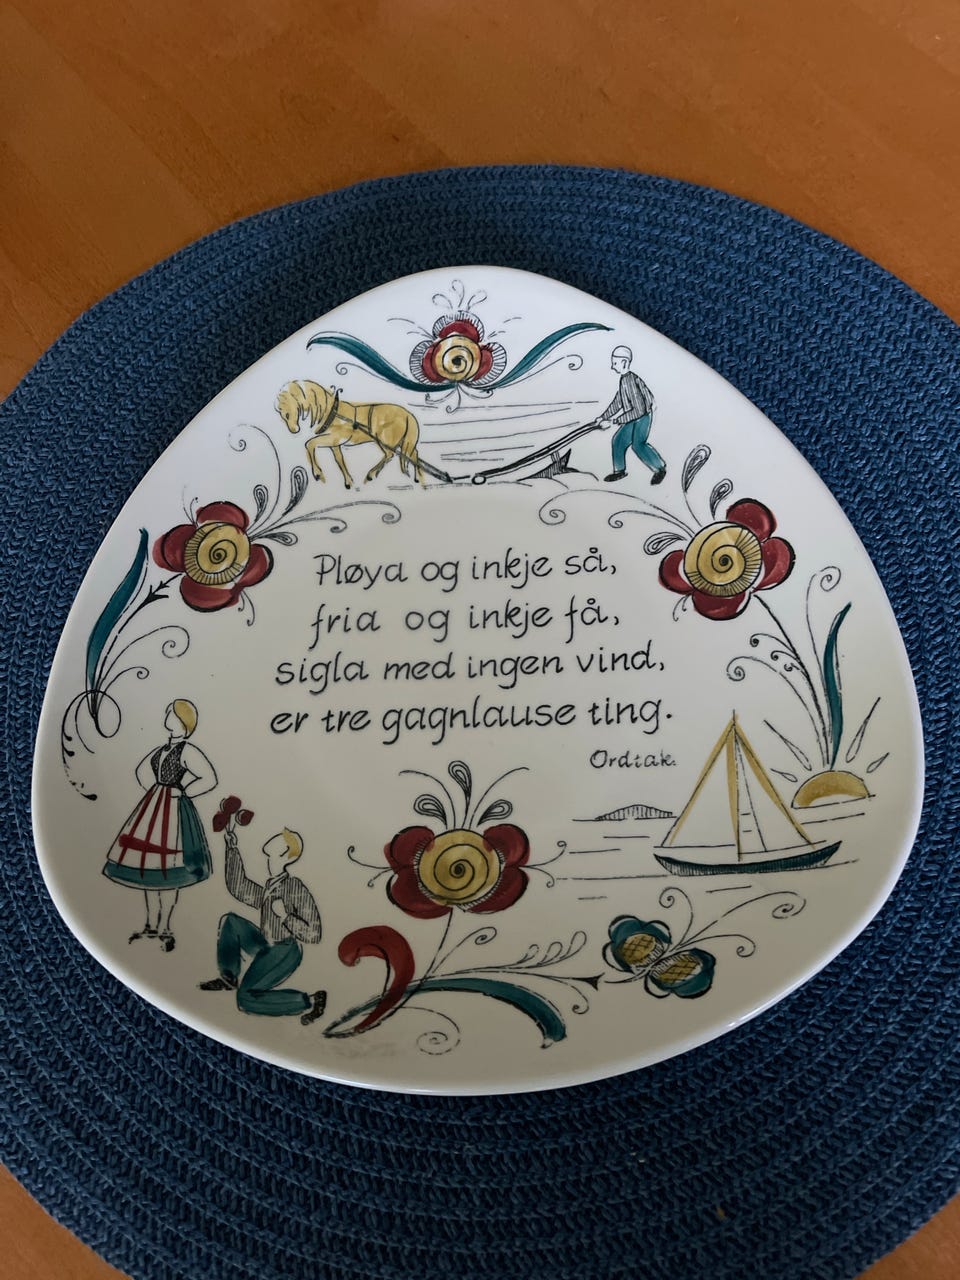 Pløya og inkje så,
fria og inkje få,
sigla med ingen vind,
er tre gagnlause ting.
Ordtak.